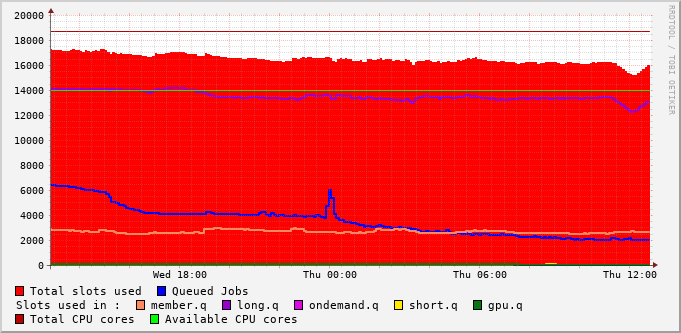 20000
18000
16000
14000
12000
10000
8000
6000
4000
2000
0
Wed 18:00 Thu 00:00 Thu 06:00 Thu 12:00
RRDTOOL / TOBI OETIKER
Total slots used Queued Jobs
Slots used in : member.q long.q ondemand.q short.q gpu.q
Total CPU cores Available CPU cores